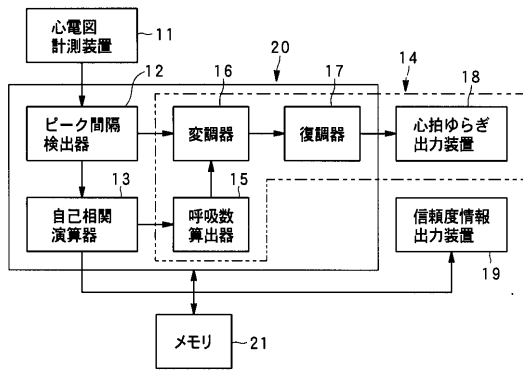 心電図
計測装置
11
20
12
16
17
14
18
ピーク間隔
検出器
変調器
復調器
心拍ゆらぎ
出力装置
13
15
自己相関
演算器
呼吸数
算出器
信頼度情報
出力装置
19
メモリ
21